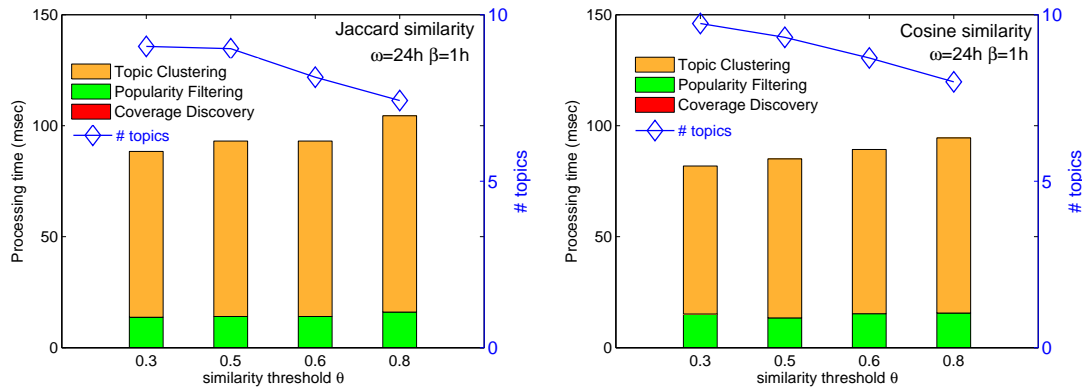 150
100
50
0
Processing time (msec)
Jaccard similarity
ω=24h β=1h
Topic Clustering
Popularity Filtering
Coverage Discovery
# topics
10
5
0
# topics
0.3 0.5 0.6 0.8
similarity threshold θ
150
100
50
0
Processing time (msec)
Cosine similarity
ω=24h β=1h
Topic Clustering
Popularity Filtering
Coverage Discovery
# topics
10
5
0
# topics
0.3 0.5 0.6 0.8
similarity threshold θ